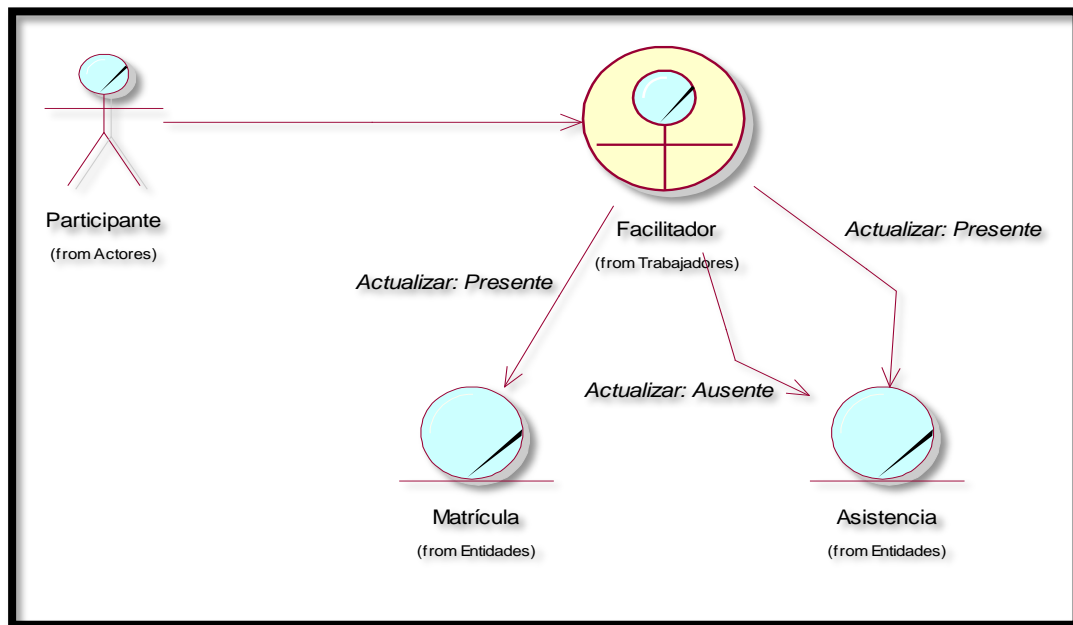 Participante
(from Actores)
Facilitador
(from Trabajadores)
Actualizar: Presente
Actualizar: Presente
Actualizar: Ausente
Matrícula
(from Entidades)
Asistencia
(from Entidades)